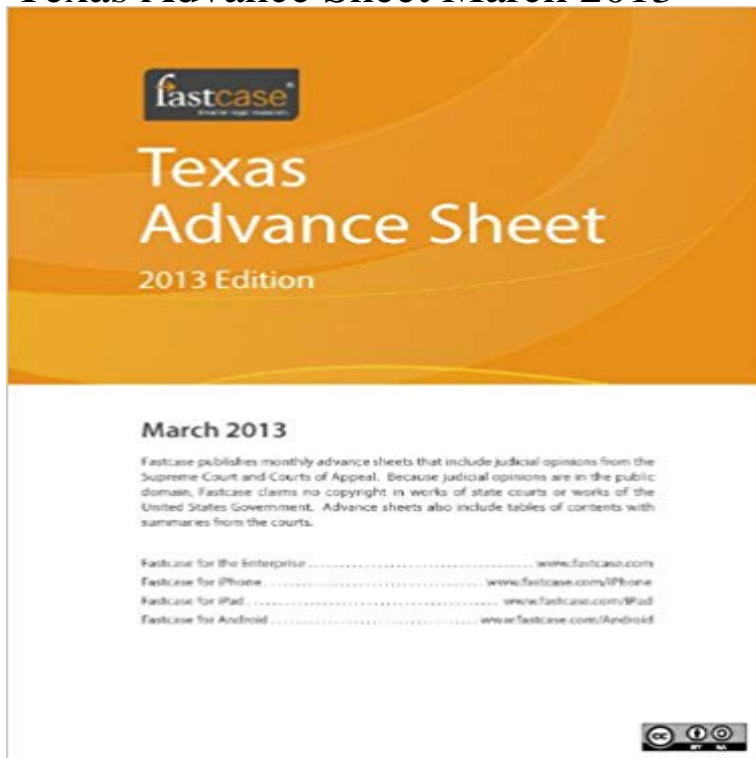 Texas Advance Sheet March 2013
fastcase®
Texas
Advance Sheet
2013 Edition
March 2013
Fastcase publishes monthly advance sheets that include judicial opinions from the
Supreme Court and Courts of Appeal. Because judicial opinions are in the public
domain, Fastcase claims no copyright in works of state courts or works of the
United States Government. Advance sheets also include tables of contents with
summaries from the courts.
Fastcase for the Enterprise ........................................ www.fastcase.com
Fastcase for iPhone ........................................ www.fastcase.com/iPhone
Fastcase for iPad ........................................ www.fastcase.com/iPad
Fastcase for Android ........................................ www.fastcase.com/Android
cc
BY SA